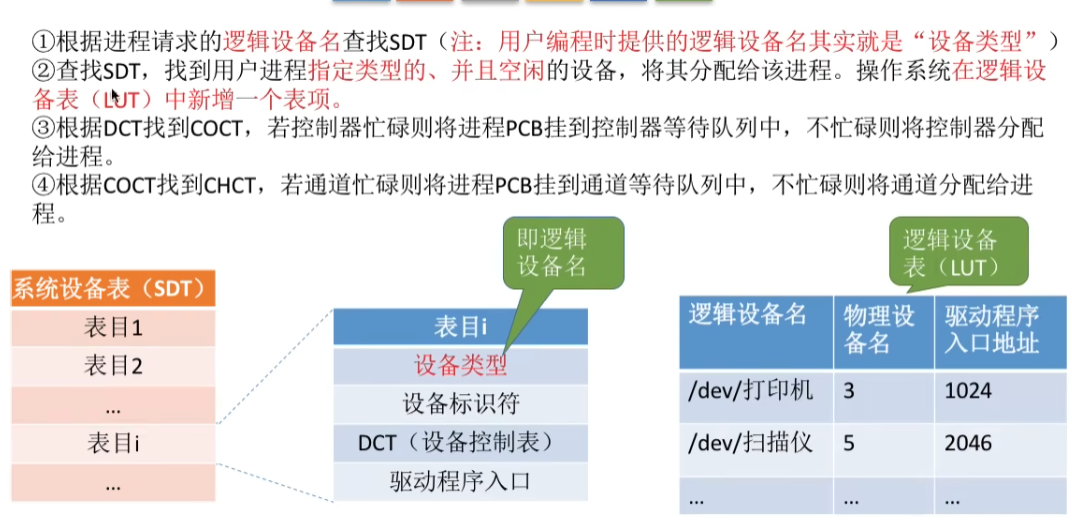 ①根据进程请求的逻辑设备名查找SDT（注：用户编程时提供的逻辑设备名其实就是“设备类型”）
②查找SDT，找到用户进程指定类型的、并且空闲的设备，将其分配给该进程。操作系统在逻辑设
备表（LUT）中新增一个表项。
③根据DCT找到COCT，若控制器忙碌则将进程PCB挂到控制器等待队列中，不忙碌则将控制器分配
给进程。
④根据COCT找到CHCT，若通道忙碌则将进程PCB挂到通道等待队列中，不忙碌则将通道分配给进
程。
即逻辑
设备名
逻辑设备
表（LUT）
系统设备表（SDT）
表目1
表目2
...
表目i
...
表目i
设备类型
设备标识符
DCT（设备控制表）
驱动程序入口
逻辑设备名 物理设 驱动程序
备名 入口地址
/dev/打印机 3 1024
/dev/扫描仪 5 2046
... ... ...